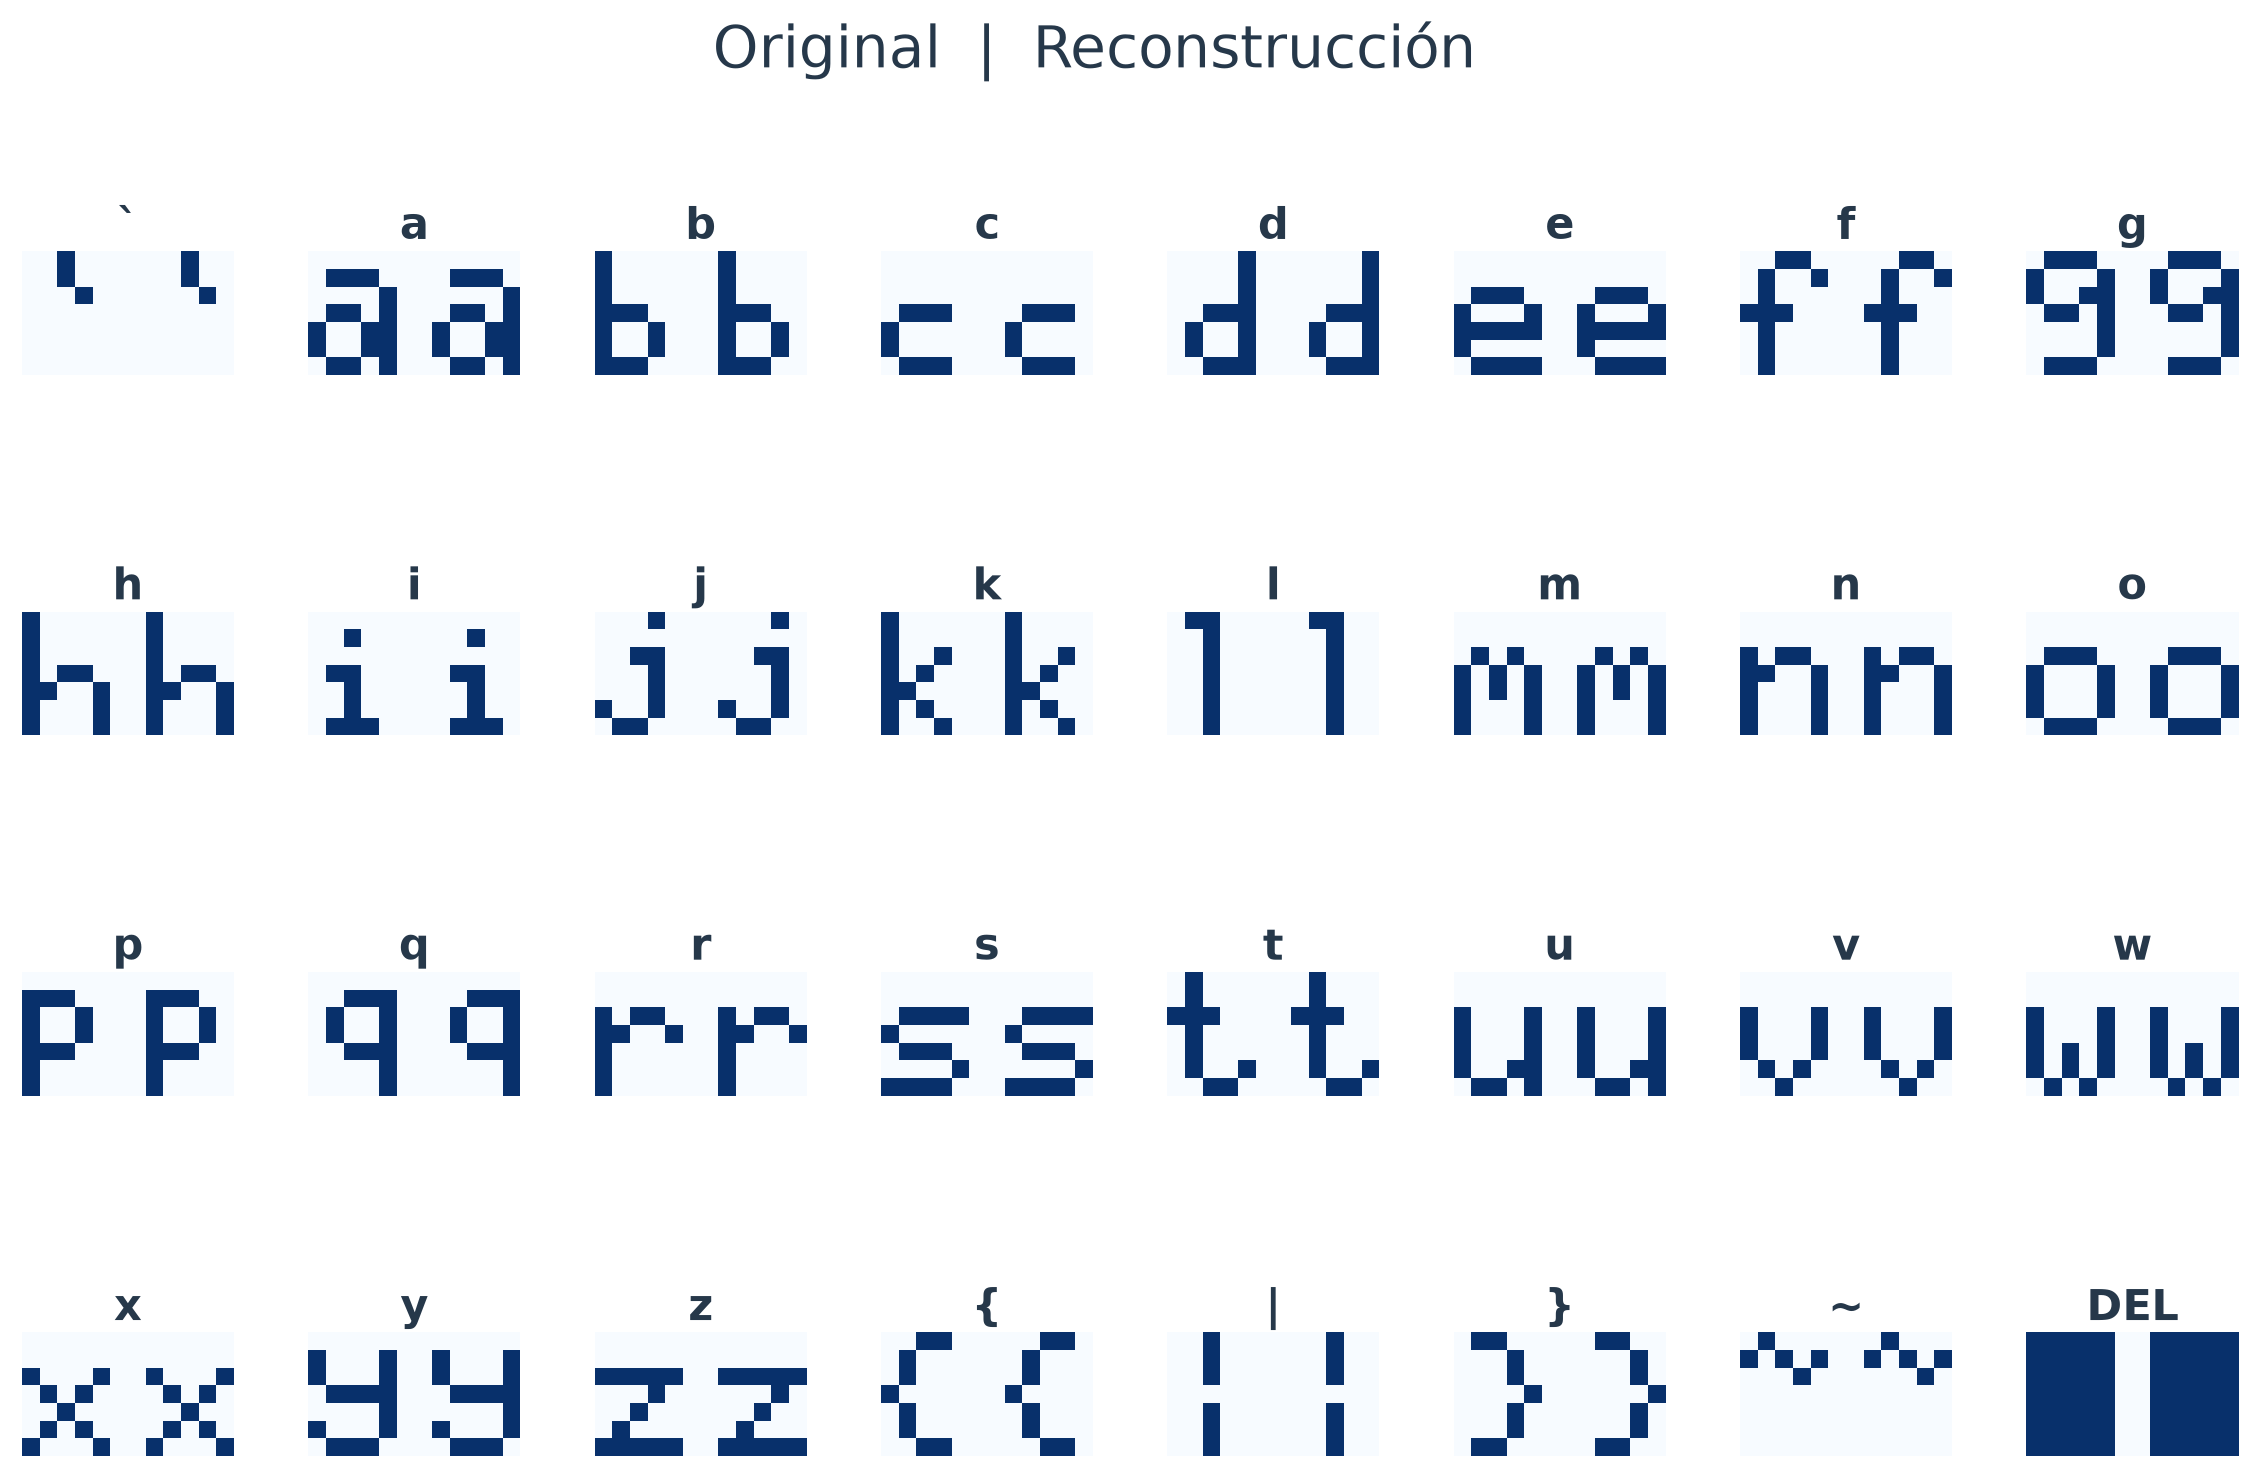 Original | Reconstrucción
` a b c d e f g
` ` a a b b c c d d e e f f g g
h i j k l m n o
h h i i j j k k l l m m n n o o
p q r s t u v w
p p q q r r s s t t u u v v w w
x y z { | } ~ DEL
x x y y z z { { | | } } ~ ~